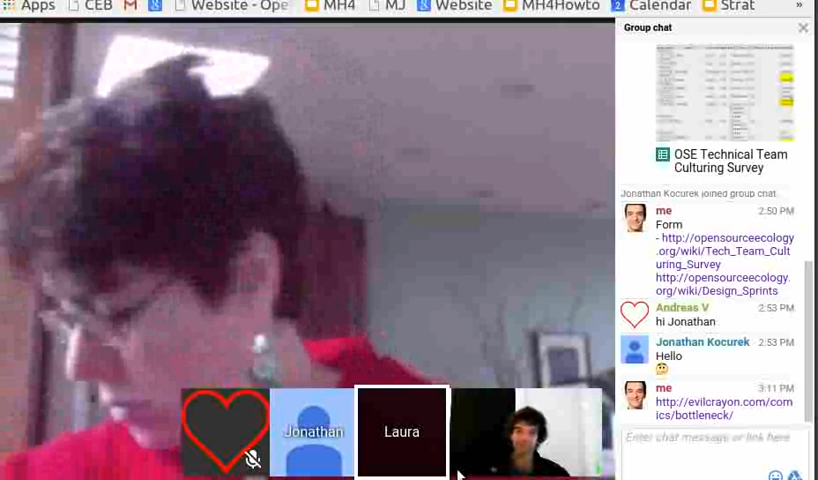 Apps CEB Website - Ope MH4 MJ Website MH4Howto 2 Calendar Strat »
Group chat
OSE Technical Team
Culturing Survey
Jonathan Kocurek joined group chat.
me 2:50 PM
Form
- http://opensourceecology
.org/wiki/Tech_Team_Cult
uring_Survey
http://opensourceecology.
org/wiki/Design_Sprints
Andreas V 2:53 PM
hi Jonathan
Jonathan Kocurek 2:53 PM
Hello
me 3:11 PM
http://evilcrayon.com/com
ics/bottleneck/
Jonathan
Laura
Enter chat message or link here